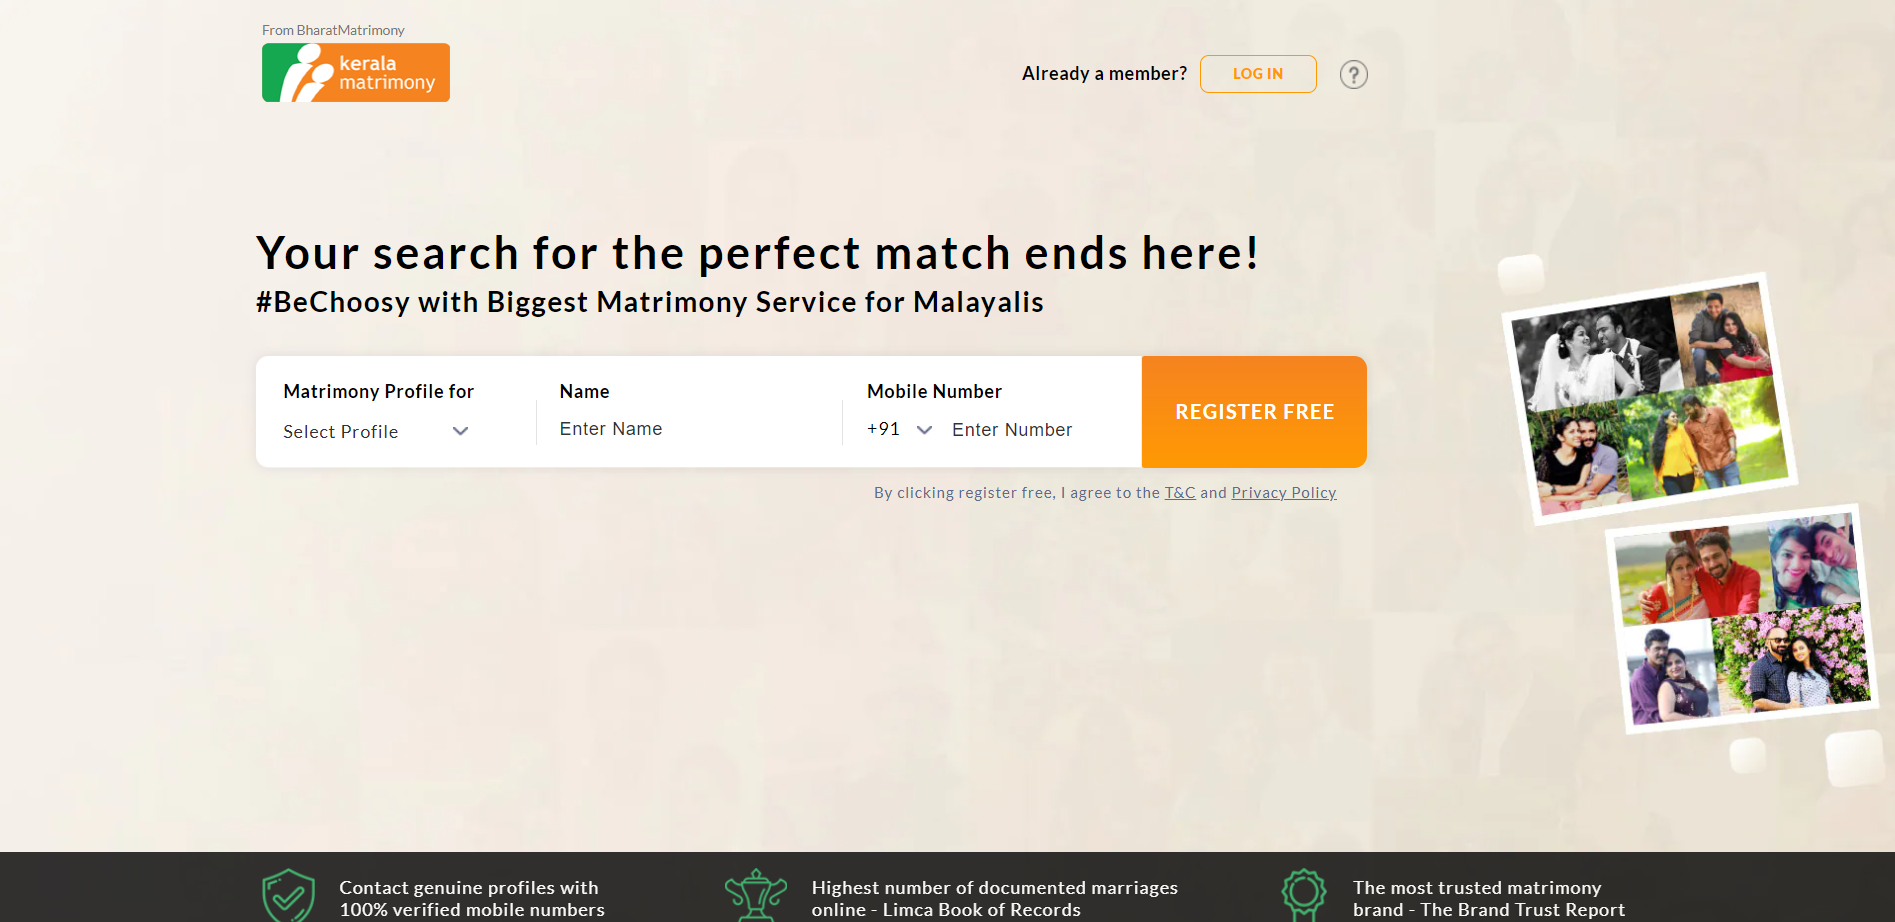 From BharatMatrimony
kerala
matrimony
Already a member?
LOG IN
?
Your search for the perfect match ends here!
#BeChoosy with Biggest Matrimony Service for Malayalis
Matrimony Profile for
Select Profile
Name
Enter Name
Mobile Number
+91
Enter Number
REGISTER FREE
By clicking register free, I agree to the T&C and Privacy Policy
Contact genuine profiles with
100% verified mobile numbers
Highest number of documented marriages
online - Limca Book of Records
The most trusted matrimony
brand - The Brand Trust Report